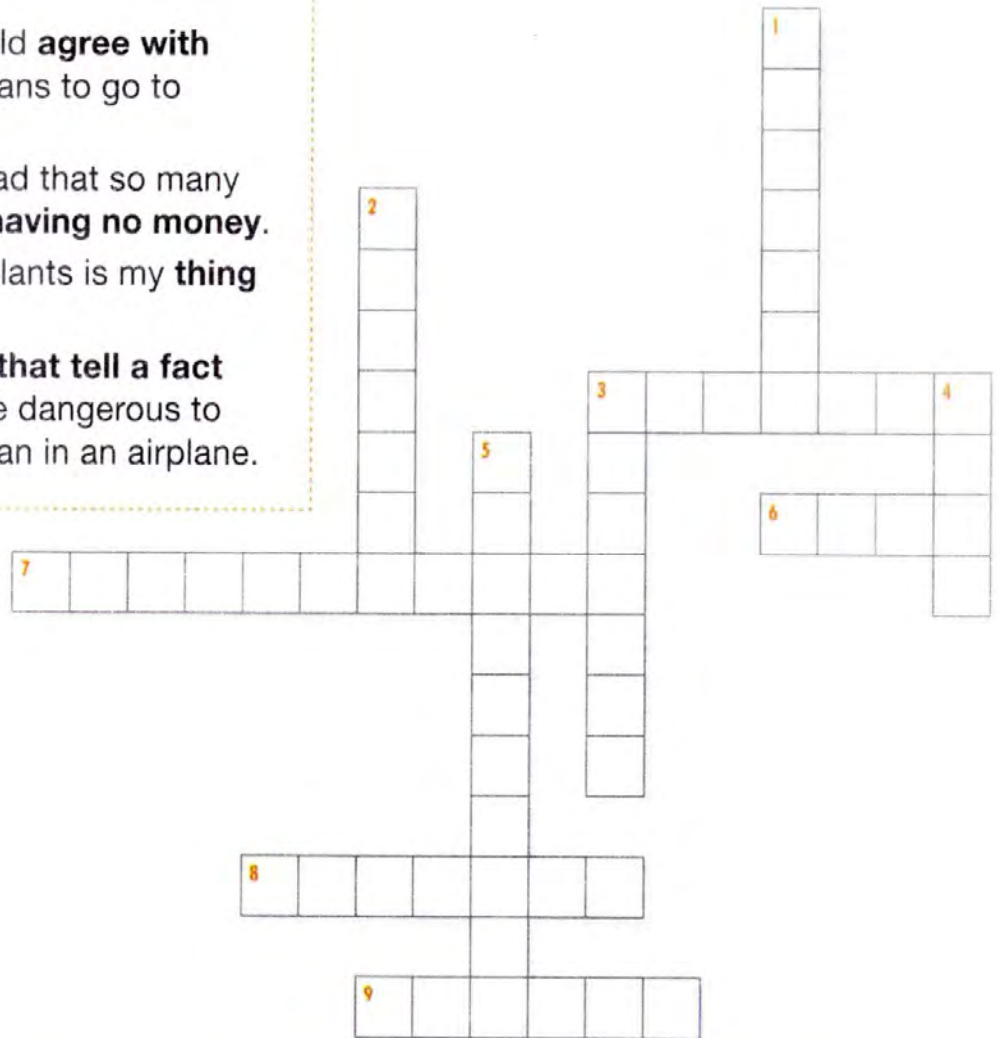 ld agree with
ans to go to
ad that so many
having no money.
lants is my thing
that tell a fact
e dangerous to
an in an airplane.
1
2
3 4
5
6
7
8
9